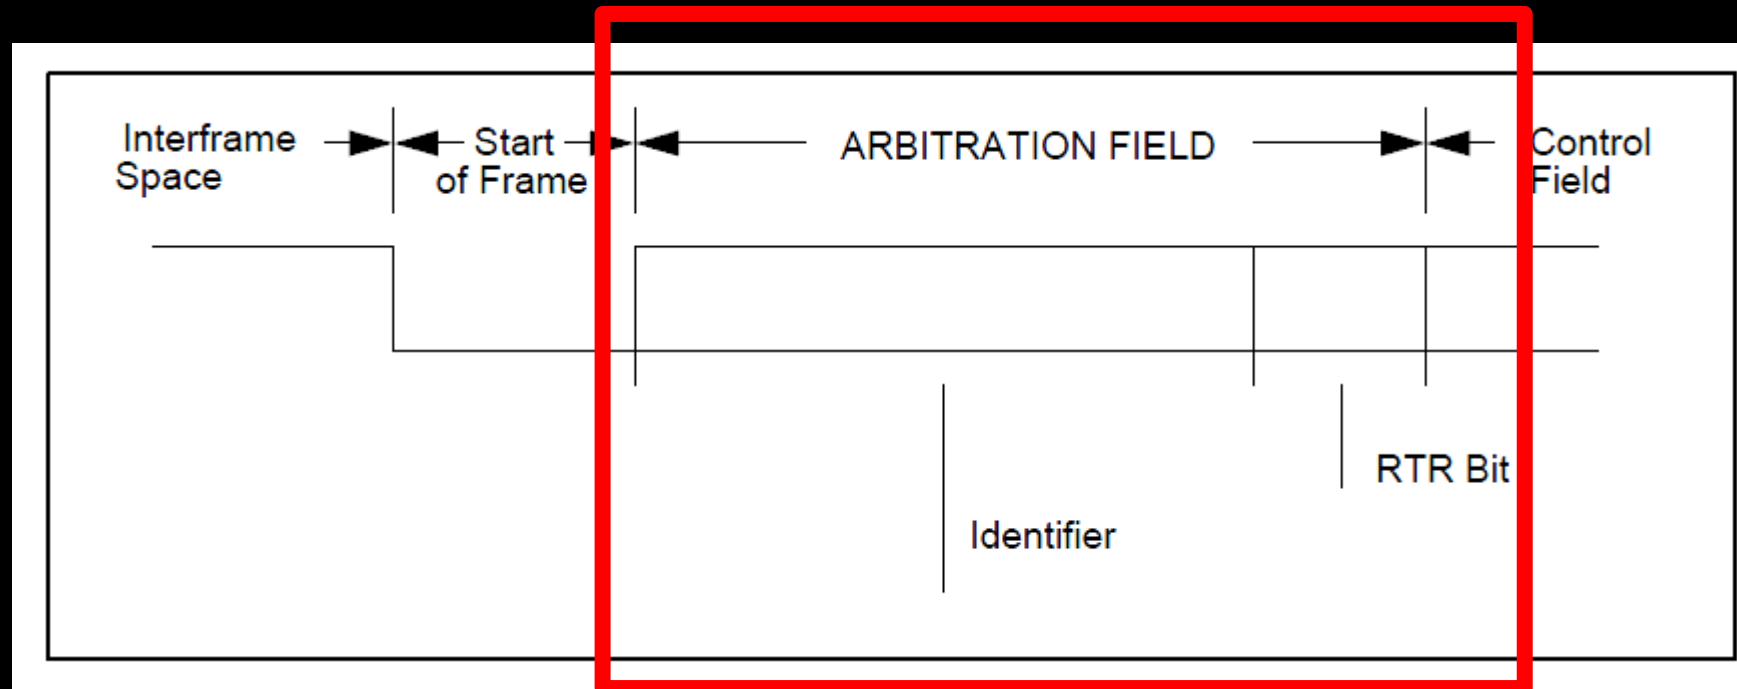 Interframe
Space
Start
of Frame
ARBITRATION FIELD
Control
Field
RTR Bit
Identifier